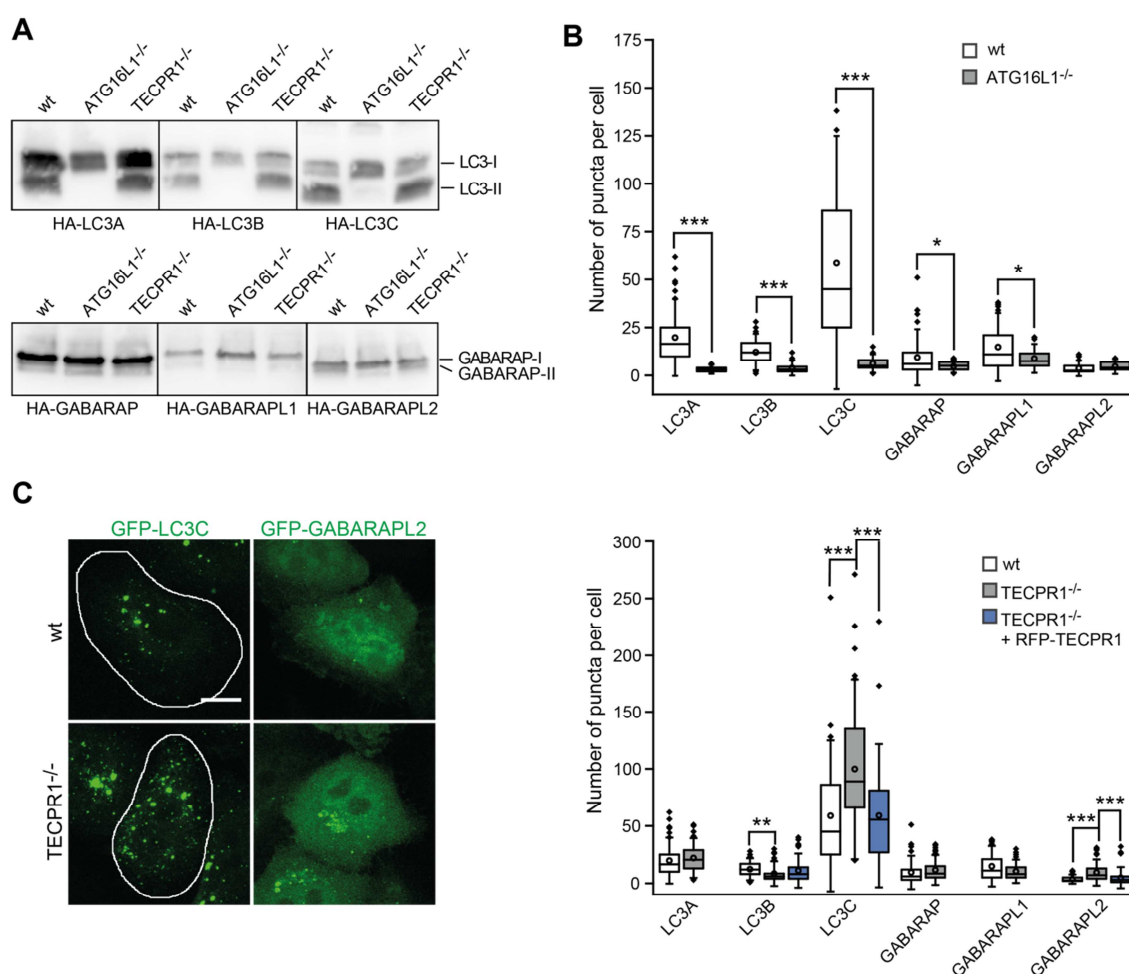 A
wt
ATG16L1-/-
TECPR1-/-
wt
ATG16L1-/-
TECPR1-/-
wt
ATG16L1-/-
TECPR1-/-
LC3-I
LC3-II
HA-LC3A
HA-LC3B
HA-LC3C
wt
ATG16L1-/-
TECPR1-/-
wt
ATG16L1-/-
TECPR1-/-
wt
ATG16L1-/-
TECPR1-/-
GABARAP-I
GABARAP-II
HA-GABARAP
HA-GABARAPL1
HA-GABARAPL2
B
Number of puncta per cell
175
150
125
100
75
50
25
0
wt
ATG16L1-/-
***
***
***
*
*
LC3A
LC3B
LC3C
GABARAP
GABARAPL1
GABARAPL2
C
GFP-LC3C
GFP-GABARAPL2
wt
TECPR1-/-
Number of puncta per cell
300
250
200
150
100
50
0
wt
TECPR1-/-
TECPR1-/-
+ RFP-TECPR1
**
***
***
***
***
LC3A
LC3B
LC3C
GABARAP
GABARAPL1
GABARAPL2